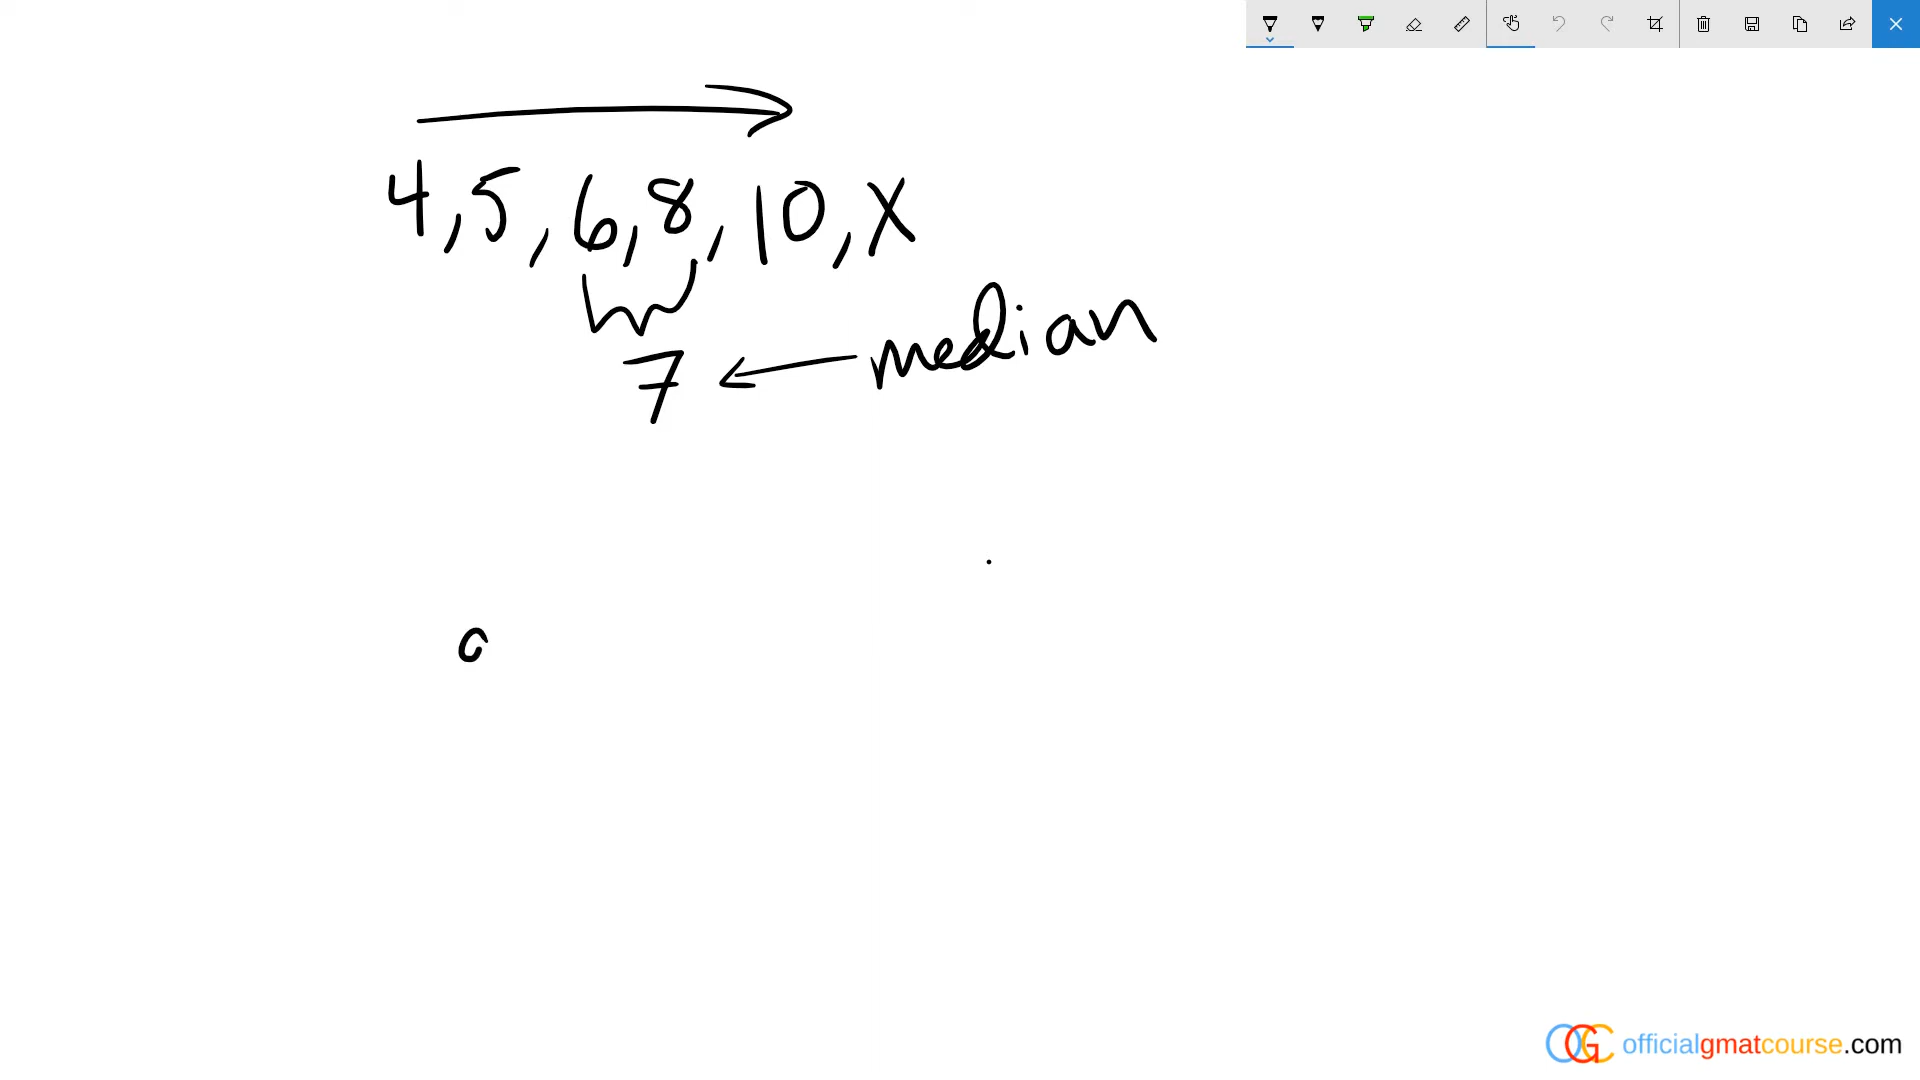 4, 5, 6, 8, 10, x
7 ← median
officialgmatcourse.com